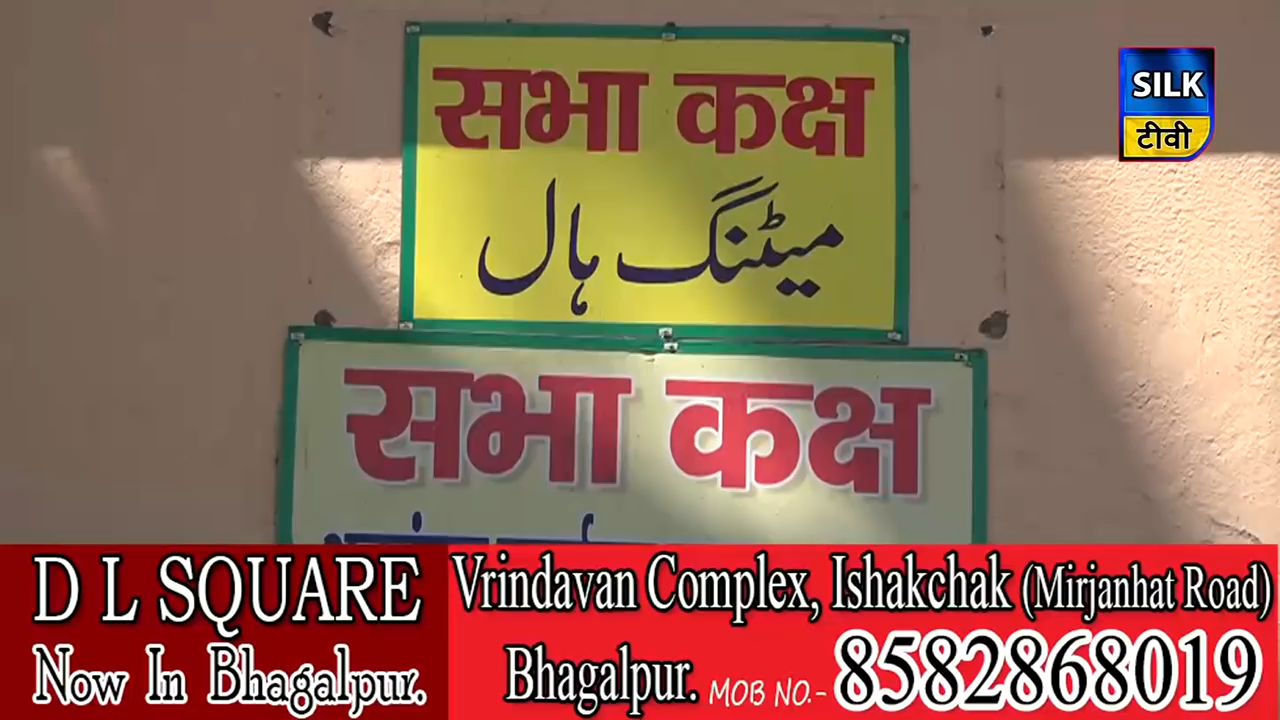 सभा कक्ष
میٹنگ ہال
सभा कक्ष
SILK
टीवी
D L SQUARE
Now In Bhagalpur.
Vrindavan Complex, Ishakchak (Mirjanhat Road)
Bhagalpur. MOB NO.- 8582868019